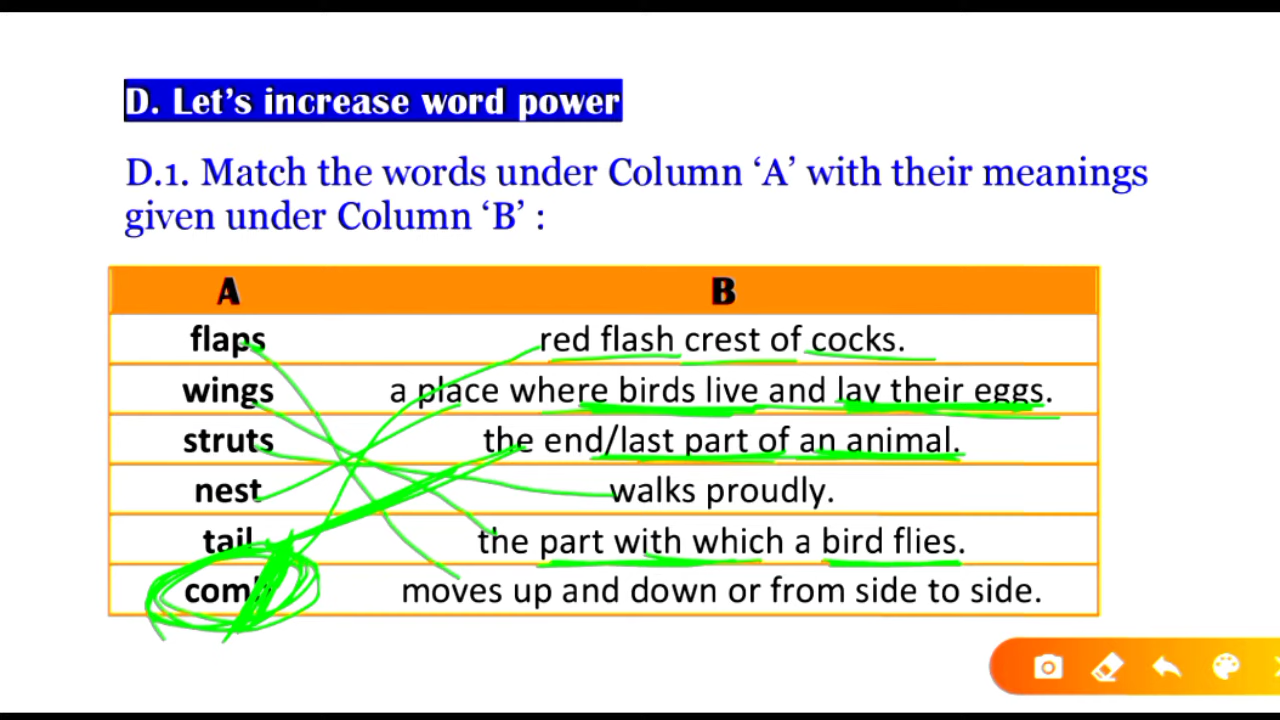 D. Let's increase word power
D.1. Match the words under Column 'A' with their meanings
given under Column 'B' :
A B
flaps red flash crest of cocks.
wings a place where birds live and lay their eggs.
struts the end/last part of an animal.
nest walks proudly.
tail the part with which a bird flies.
comb moves up and down or from side to side.